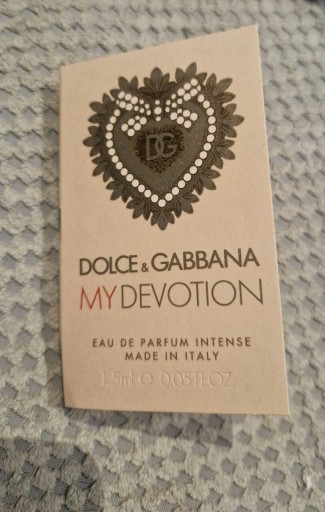 DG
DOLCE & GABBANA
MY DEVOTION
EAU DE PARFUM INTENSE
MADE IN ITALY
1.5ml ℮ 0.05 FL.OZ.